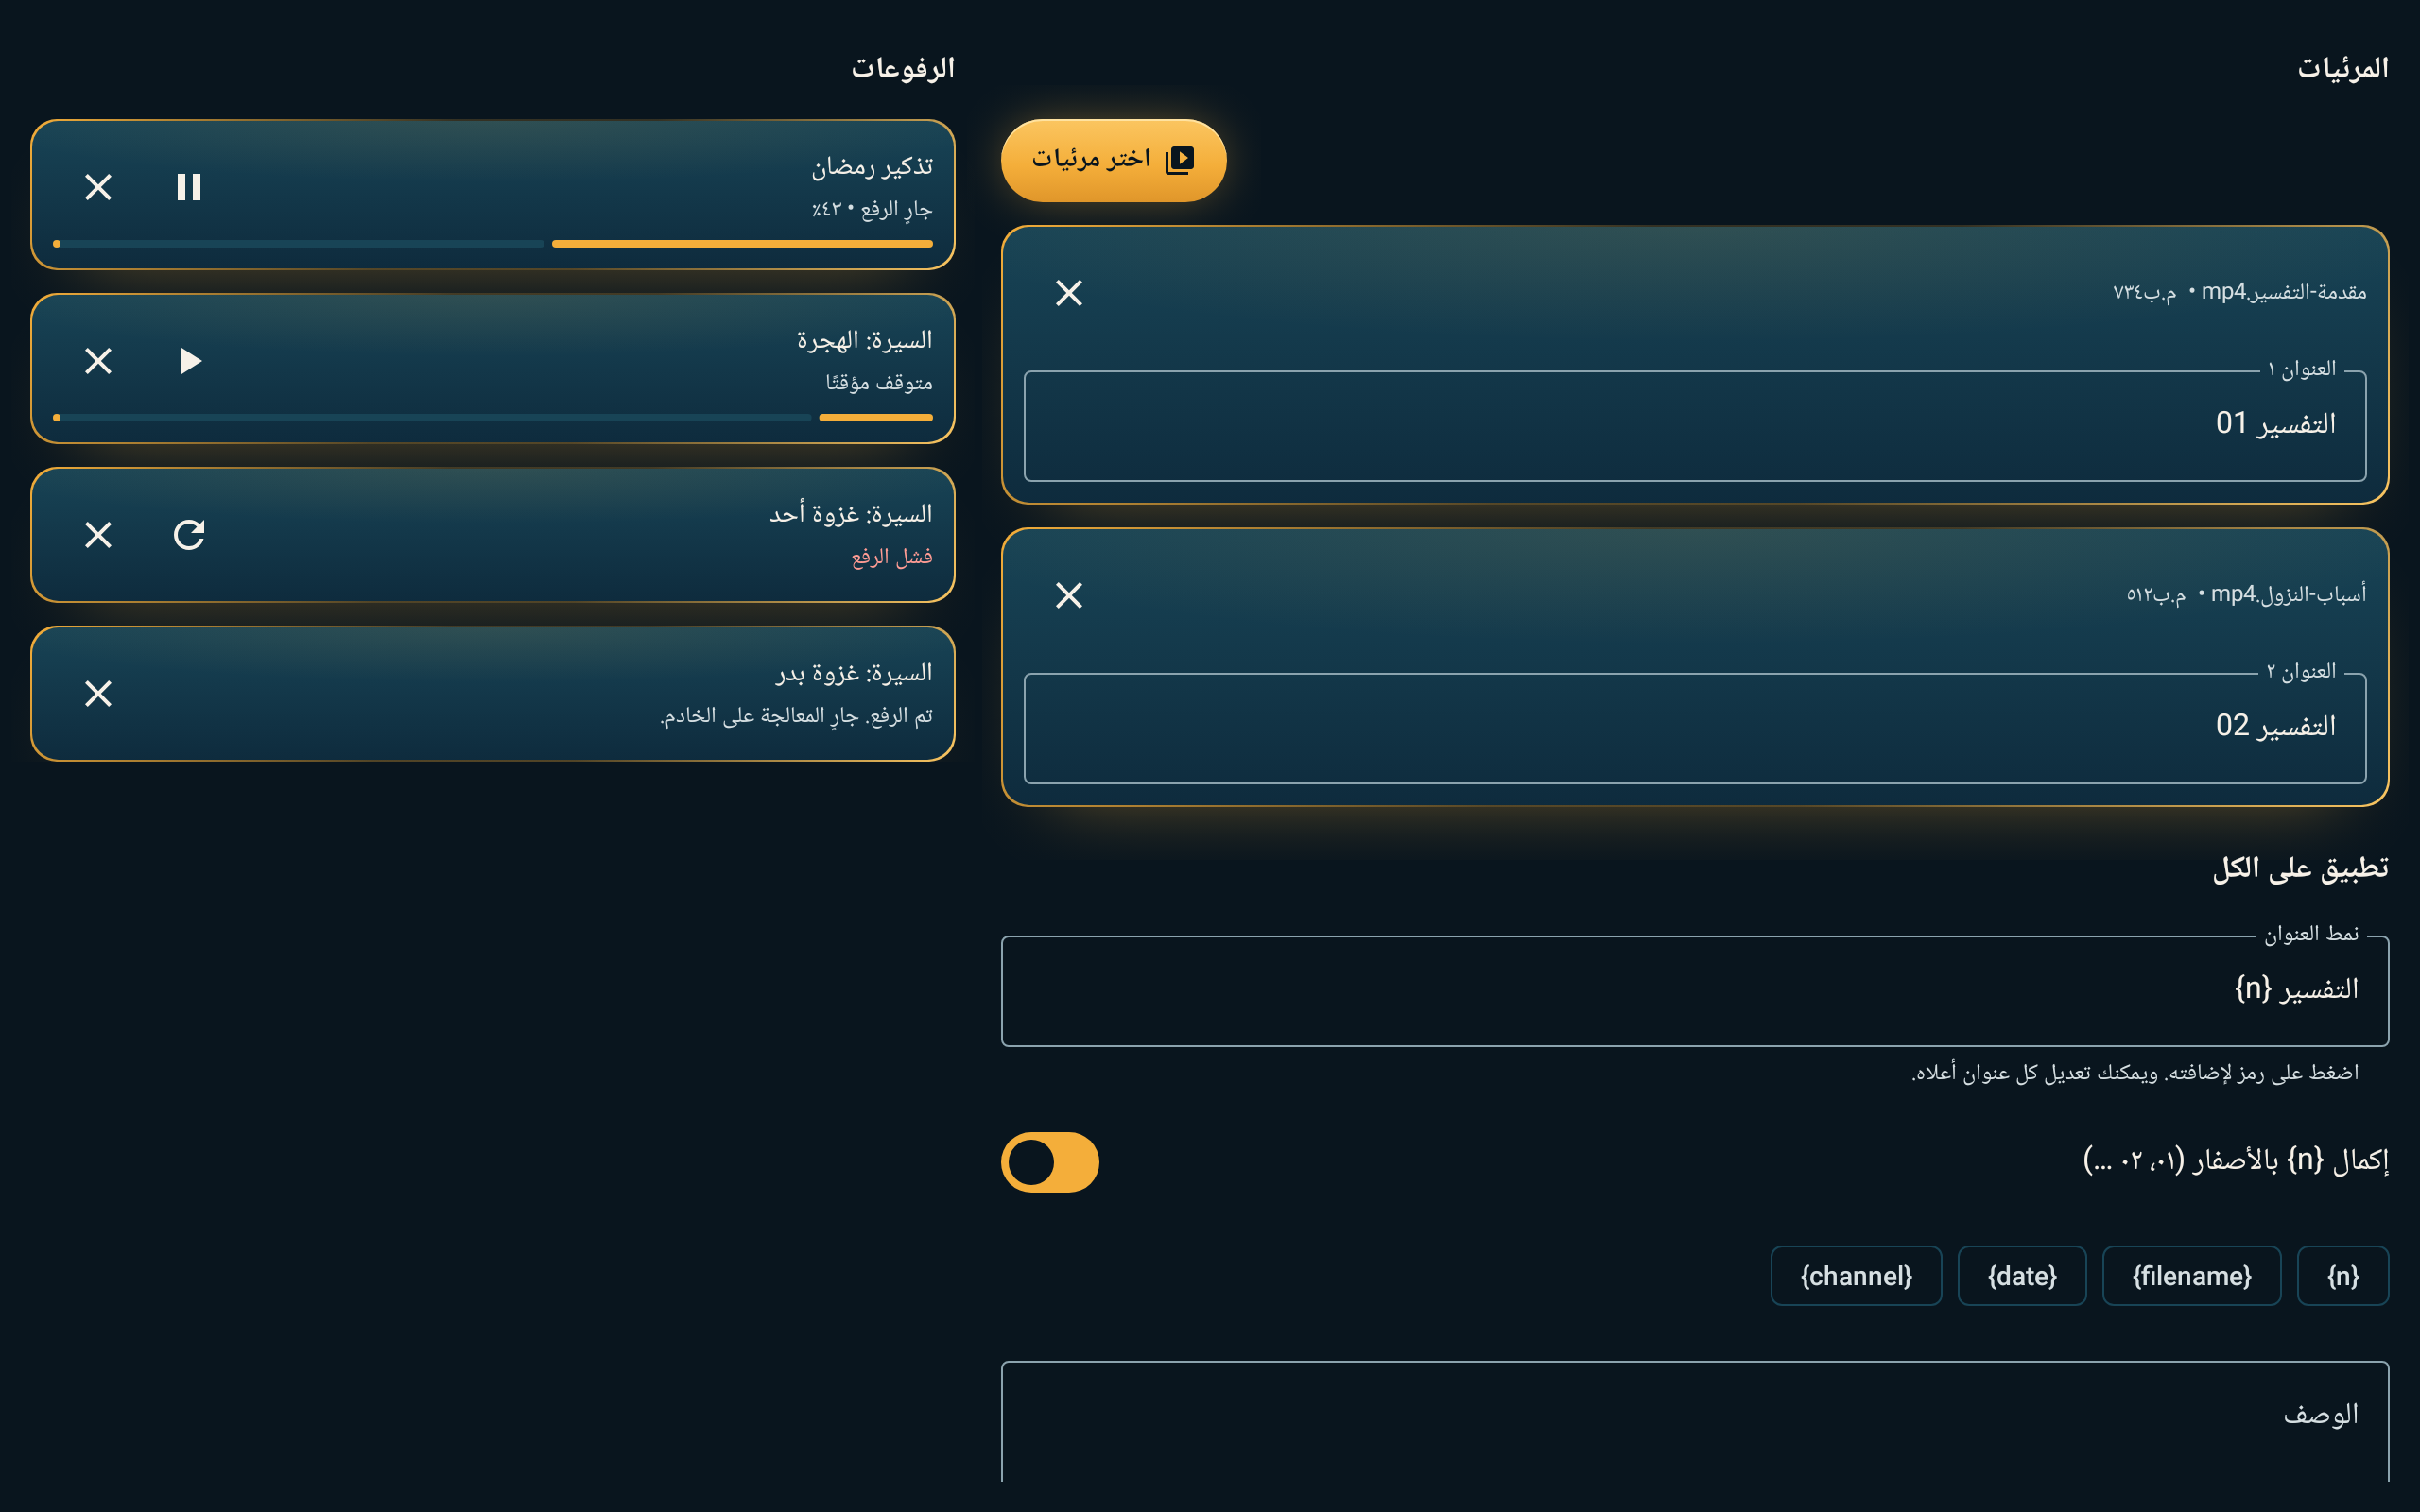 المرئيات
اختر مرئيات
مقدمة-التفسير.mp4 • م.ب٧٣٤
العنوان ١
التفسير 01
أسباب-النزول.mp4 • م.ب٥١٢
العنوان ٢
التفسير 02
تطبيق على الكل
نمط العنوان
التفسير {n}
اضغط على رمز لإضافته. ويمكنك تعديل كل عنوان أعلاه.
إكمال {n} بالأصفار (٠١، ٠٢ ...)
{n} {filename} {date} {channel}
الوصف
الرفوعات
تذكير رمضان
جارٍ الرفع • ٤٣٪
السيرة: الهجرة
متوقف مؤقتًا
السيرة: غزوة أحد
فشل الرفع
السيرة: غزوة بدر
تم الرفع. جارٍ المعالجة على الخادم.